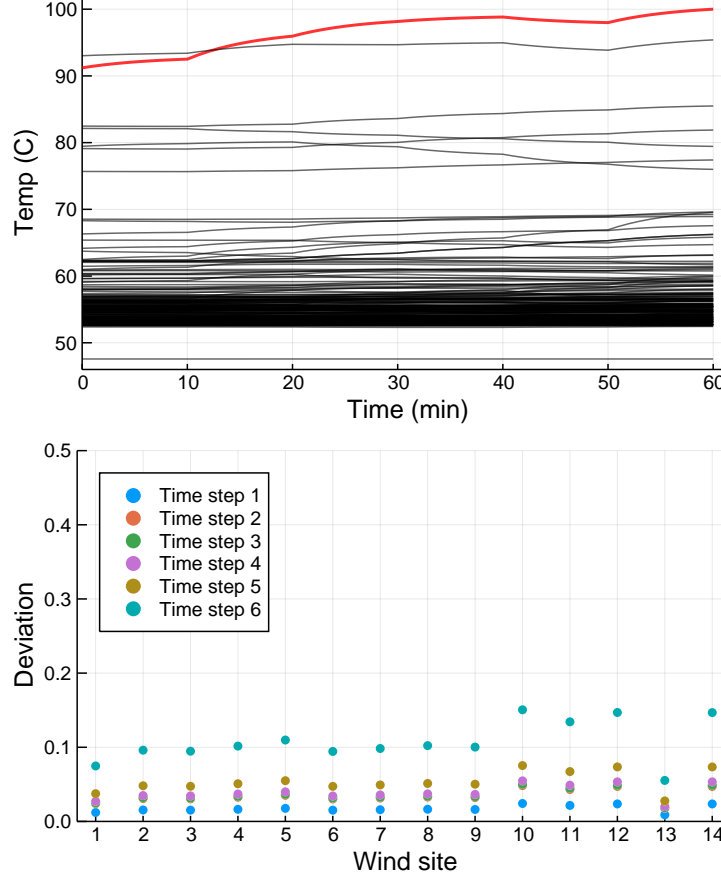 100
90
80
70
60
50
Temp (C)
0 10 20 30 40 50 60
Time (min)
0.5
0.4
0.3
0.2
0.1
0.0
Deviation
Time step 1
Time step 2
Time step 3
Time step 4
Time step 5
Time step 6
1 2 3 4 5 6 7 8 9 10 11 12 13 14
Wind site